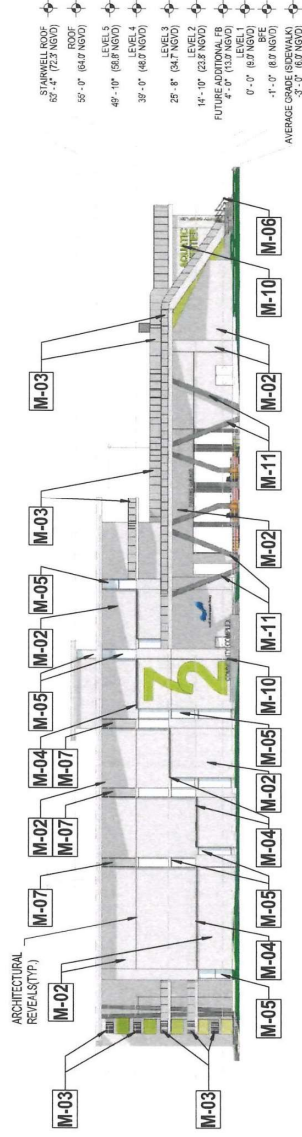 ARCHITECTURAL
REVEALS(TYP.)
M-03
M-02
M-07
M-02
M-07
M-04
M-07
M-05
M-02
M-05
M-03
M-03
72
COMMUNITY COMPLEX
M-03
M-05
M-04
M-05
M-04
M-02
M-05
M-10
M-11
M-02
M-11
M-02
M-10
M-06
STAIRWELL ROOF
63' - 4" (72.3' NGVD)
ROOF
55' - 0" (64.0' NGVD)
LEVEL 5
49' - 10" (58.8' NGVD)
LEVEL 4
39' - 0" (48.0' NGVD)
LEVEL 3
25' - 8" (34.7' NGVD)
LEVEL 2
14' - 10" (23.8' NGVD)
FUTURE ADDITIONAL FB
4' - 0" (13.0' NGVD)
LEVEL 1
0' - 0" (9.0' NGVD)
BFE
-1' - 0" (8.0' NGVD)
AVERAGE GRADE (SIDEWALK)
-3' - 0" (6.0' NGVD)